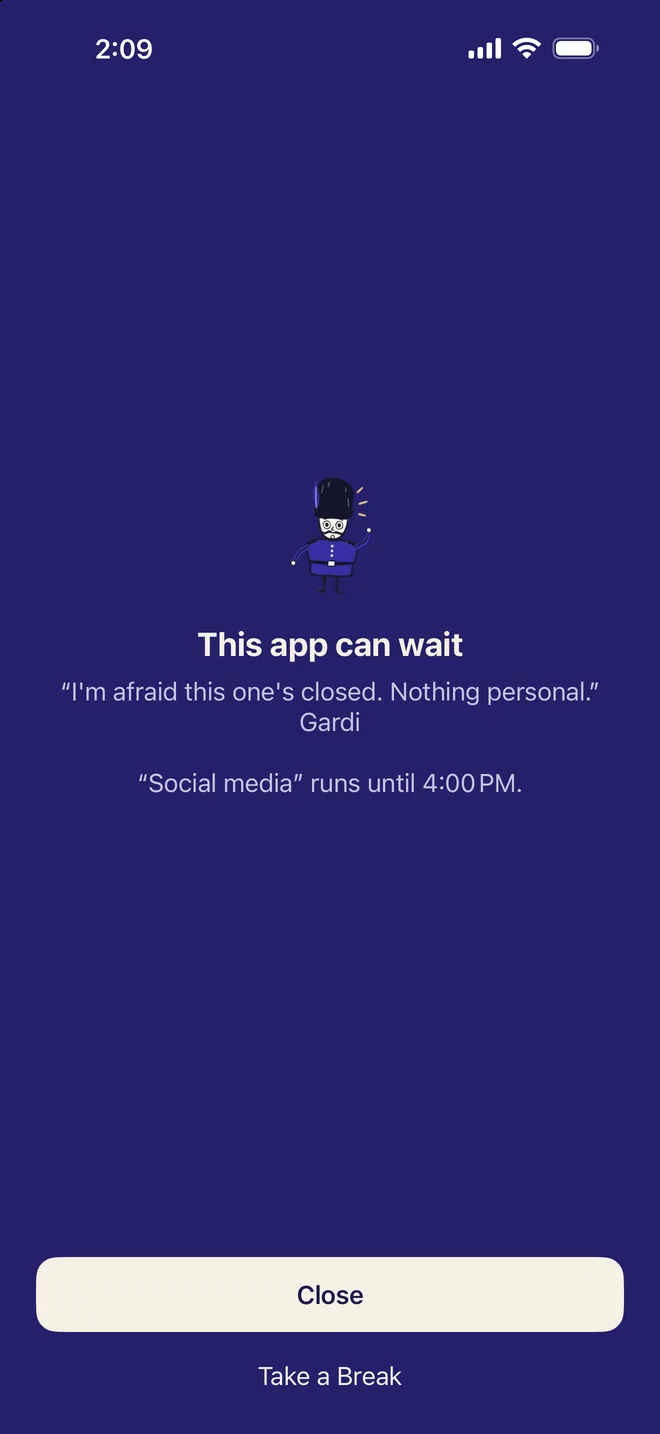 2:09
This app can wait
“I'm afraid this one's closed. Nothing personal.”
Gardi
“Social media” runs until 4:00 PM.
Close
Take a Break